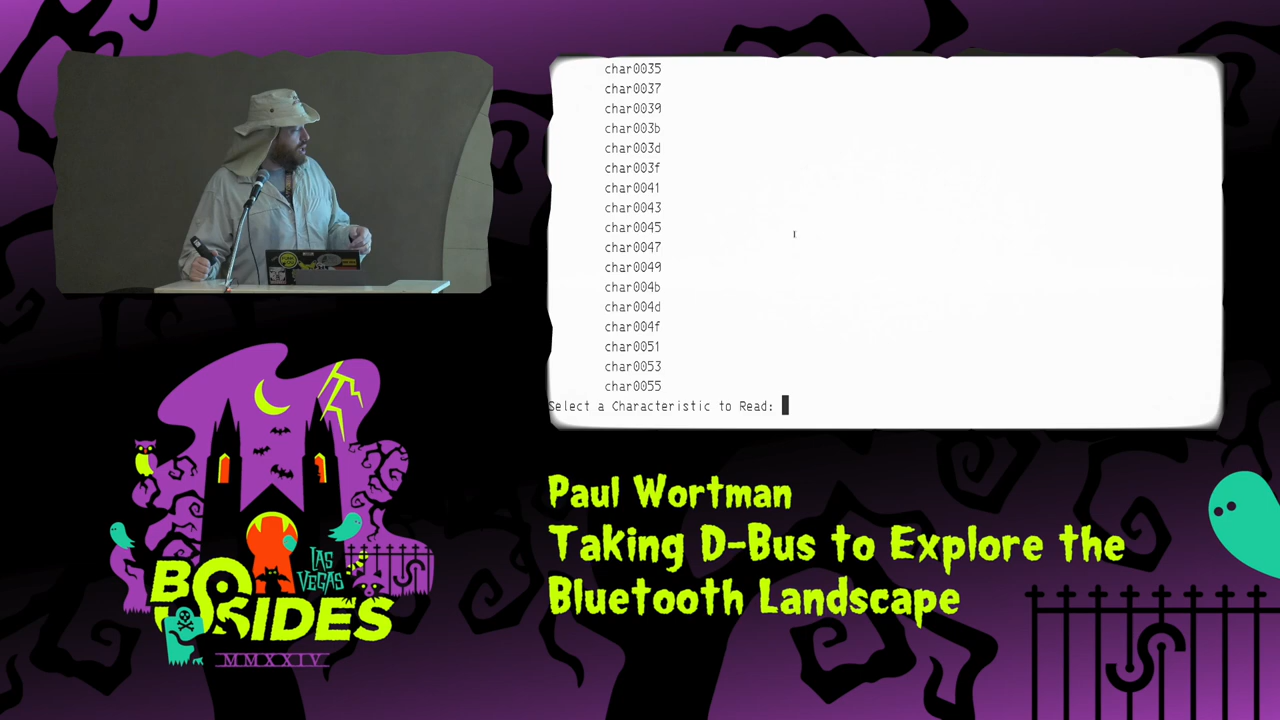 char0035
char0037
char0039
char003b
char003d
char003f
char0041
char0043
char0045
char0047
char0049
char004b
char004d
char004f
char0051
char0053
char0055
Select a Characteristic to Read:
Paul Wortman
Taking D-Bus to Explore the
Bluetooth Landscape
LAS
VEGAS
BSIDES
MMXXIV